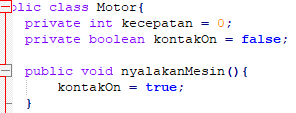 blic class Motor{
private int kecepatan = 0;
private boolean kontakOn = false;
public void nyalakanMesin(){
kontakOn = true;
}